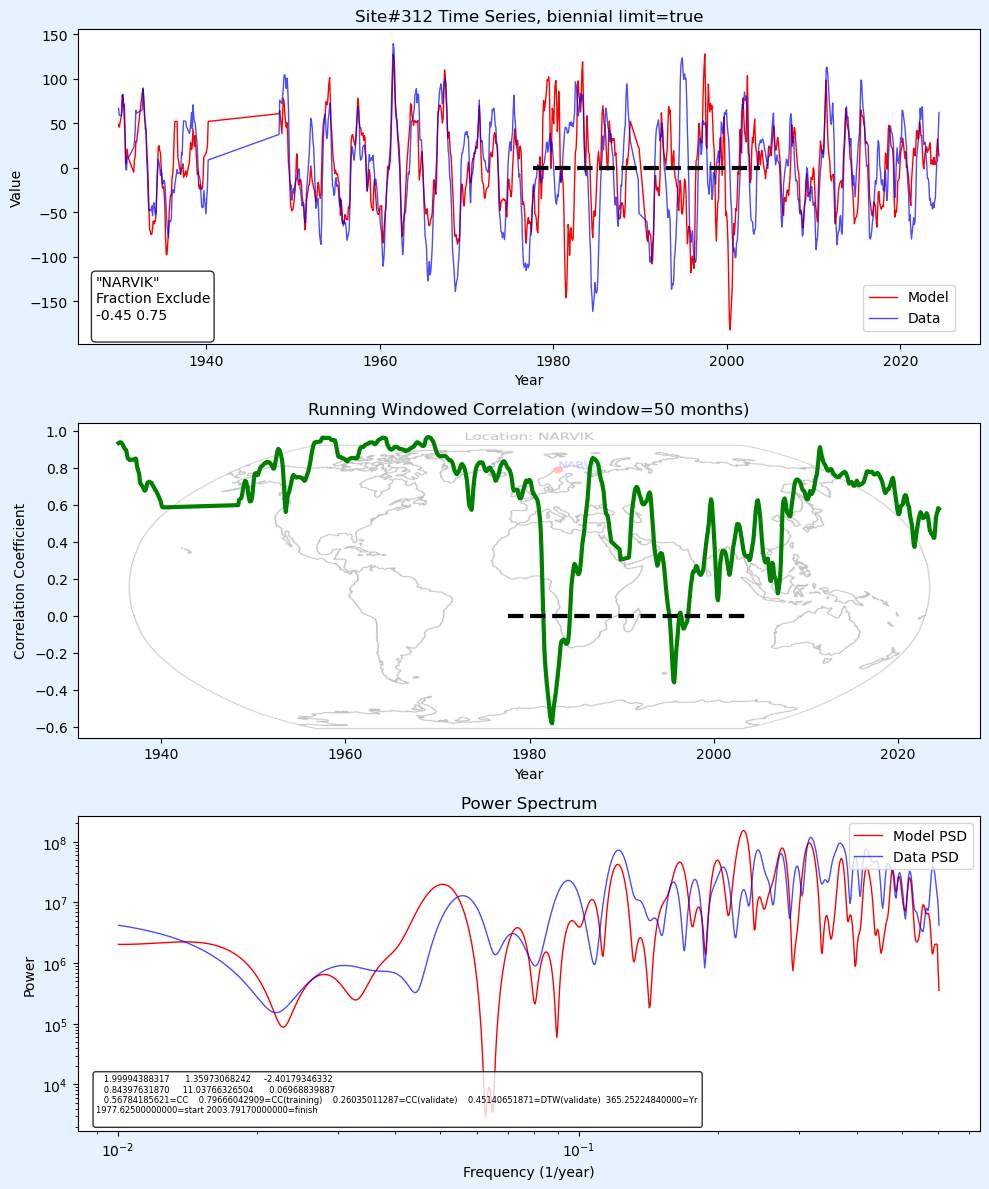 Site#312 Time Series, biennial limit=true
Value
150
100
50
0
−50
−100
−150
"NARVIK"
Fraction Exclude
-0.45 0.75
Model
Data
1940
1960
1980
2000
2020
Year
Running Windowed Correlation (window=50 months)
Correlation Coefficient
1.0
0.8
0.6
0.4
0.2
0.0
−0.2
−0.4
−0.6
Location: NARVIK
1940
1960
1980
2000
2020
Year
Power Spectrum
Power
10^8
10^7
10^6
10^5
10^4
Model PSD
Data PSD
1.99994388317 1.35973068242 -2.40179346332
0.84397631870 11.03766326504 0.06968839887
0.56784185621=CC 0.79666042909=CC(training) 0.26035011287=CC(validate) 0.45140651871=DTW(validate) 365.25224840000=Yr
1977.62500000000=start 2003.79170000000=finish
10^−2
10^−1
Frequency (1/year)